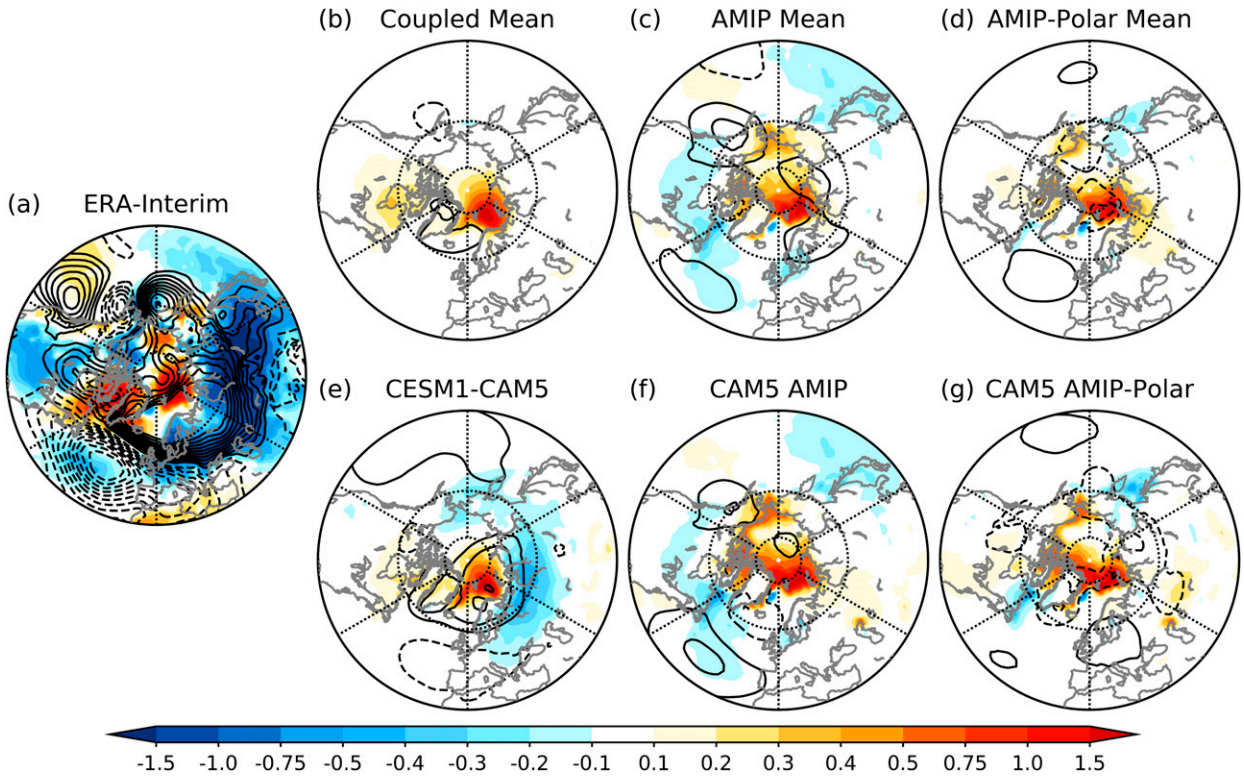 (b) Coupled Mean
(c) AMIP Mean
(d) AMIP-Polar Mean
(a) ERA-Interim
(e) CESM1-CAM5
(f) CAM5 AMIP
(g) CAM5 AMIP-Polar
-1.5 -1.0 -0.75 -0.5 -0.4 -0.3 -0.2 -0.1 0.1 0.2 0.3 0.4 0.5 0.75 1.0 1.5